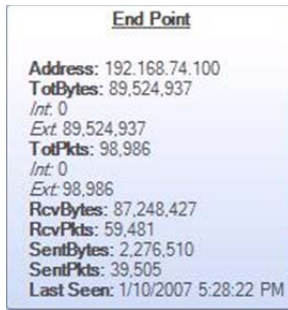 End Point
Address: 192.168.74.100
TotBytes: 89,524,937
Int: 0
Ext: 89,524,937
TotPkts: 98,986
Int: 0
Ext: 98,986
RcvBytes: 87,248,427
RcvPkts: 59,481
SentBytes: 2,276,510
SentPkts: 39,505
Last Seen: 1/10/2007 5:28:22 PM